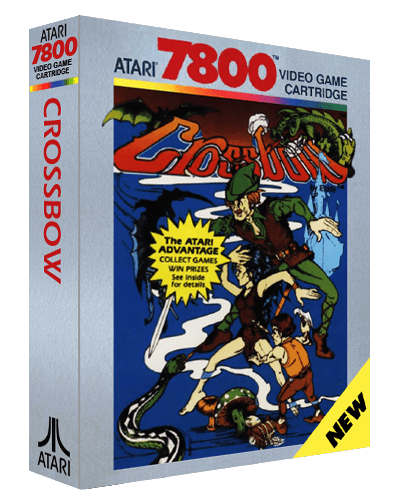 ATARI
7800
VIDEO GAME
CARTRIDGE
CROSSBOW
ATARI
ATARI 7800™
VIDEO GAME
CARTRIDGE
CROSSBOW
The ATARI
ADVANTAGE
COLLECT GAMES
WIN PRIZES
See inside
for details
NEW